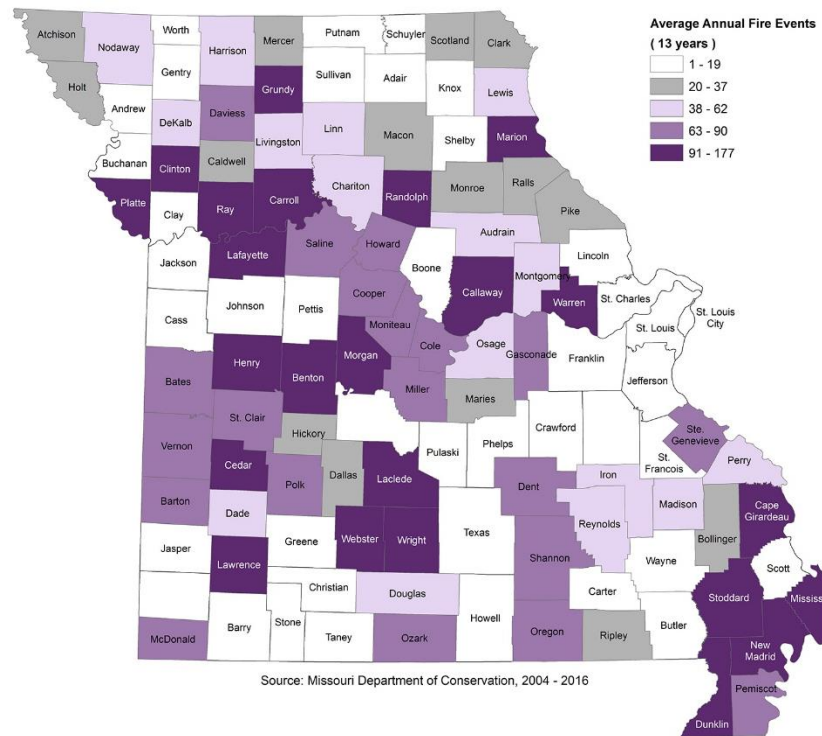 Average Annual Fire Events
( 13 years )
1 - 19
20 - 37
38 - 62
63 - 90
91 - 177
Atchison
Nodaway
Worth
Harrison
Mercer
Putnam
Schuyler
Scotland
Clark
Gentry
Sullivan
Adair
Holt
Grundy
Knox
Lewis
Andrew
DeKalb
Daviess
Livingston
Linn
Macon
Shelby
Marion
Buchanan
Clinton
Caldwell
Chariton
Randolph
Monroe
Ralls
Pike
Platte
Clay
Ray
Carroll
Audrain
Saline
Howard
Boone
Lincoln
Lafayette
Jackson
Callaway
Montgomery
Warren
St. Charles
Cooper
Johnson
Pettis
St. Louis
St. Louis
City
Cass
Moniteau
Cole
Osage
Gasconade
Franklin
Henry
Benton
Morgan
Jefferson
Bates
Miller
Maries
St. Clair
Hickory
Crawford
Ste.
Genevieve
Vernon
Pulaski
Phelps
St.
Francois
Perry
Cedar
Polk
Dallas
Laclede
Dent
Iron
Barton
Dade
Madison
Cape
Girardeau
Texas
Reynolds
Bollinger
Greene
Webster
Wright
Jasper
Shannon
Wayne
Scott
Lawrence
Christian
Douglas
Carter
Stoddard
Mississ
Howell
McDonald
Barry
Stone
Taney
Ozark
Oregon
Ripley
Butler
New
Madrid
Source: Missouri Department of Conservation, 2004 - 2016
Pemiscot
Dunklin